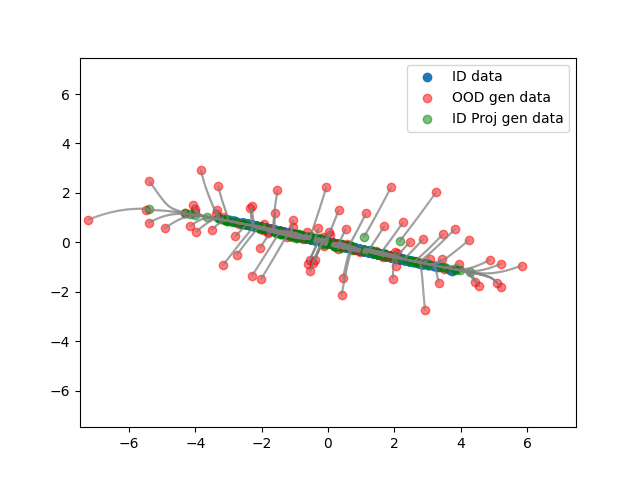 ID data
OOD gen data
ID Proj gen data
6
4
2
0
−2
−4
−6
−6 −4 −2 0 2 4 6